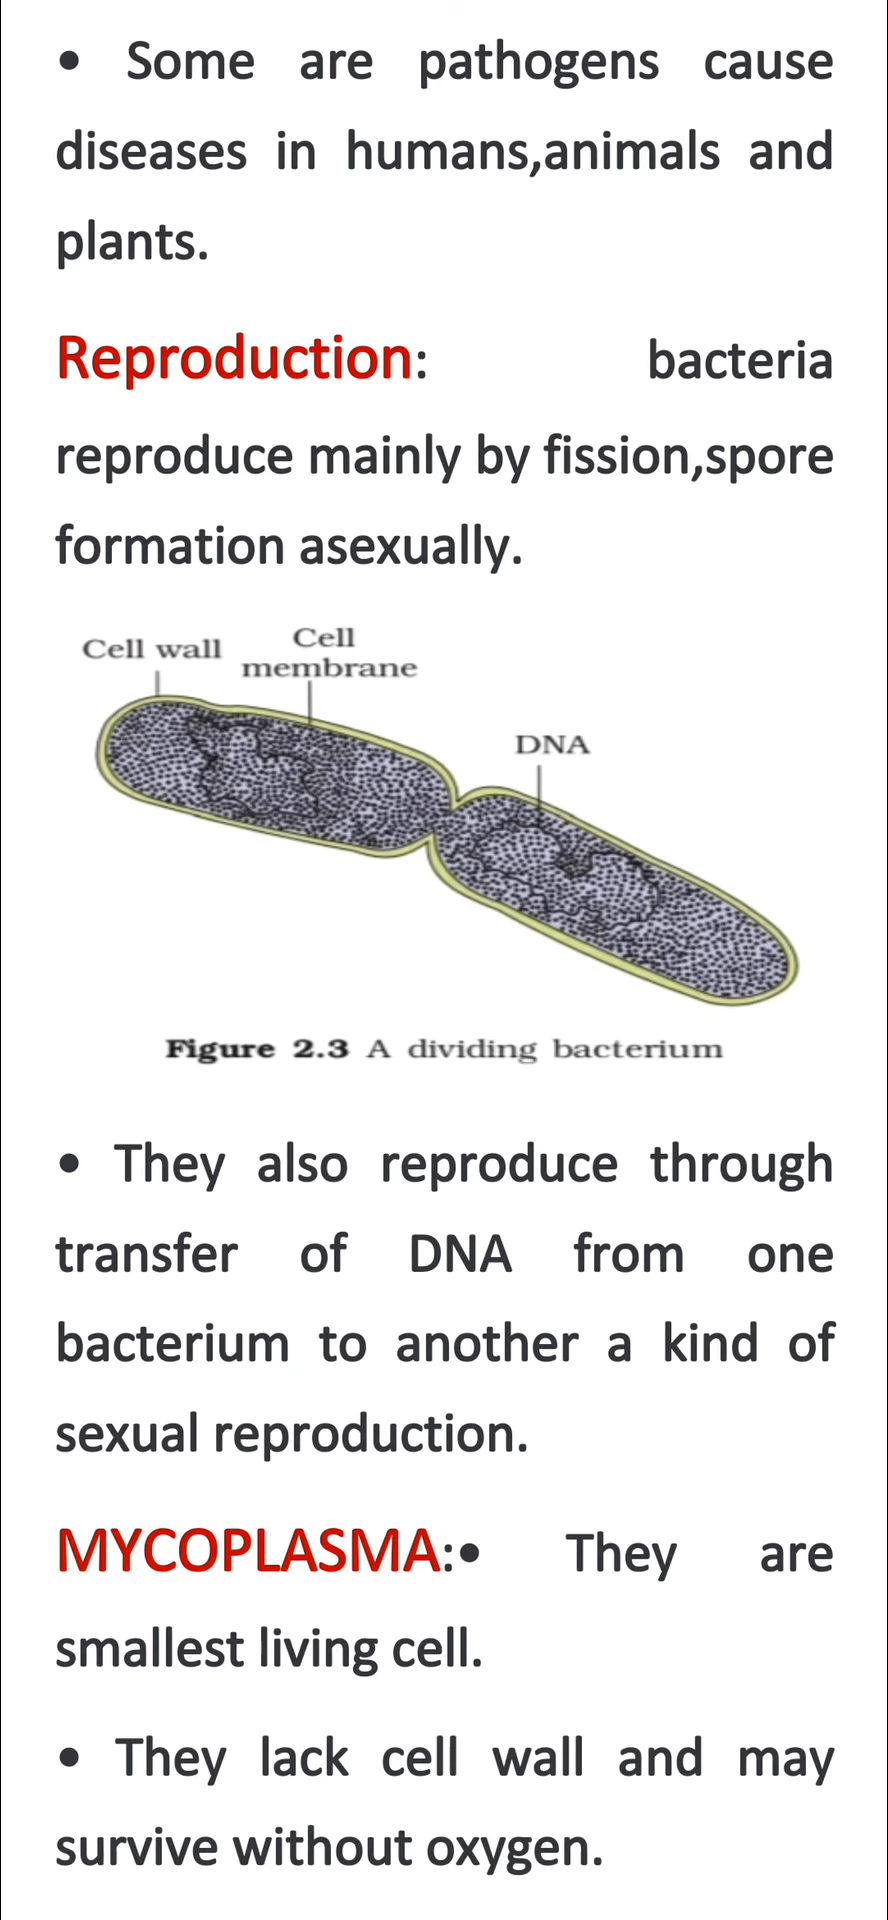 • Some are pathogens cause
diseases in humans,animals and
plants.
Reproduction: bacteria
reproduce mainly by fission,spore
formation asexually.
Cell wall
Cell
membrane
DNA
Figure 2.3 A dividing bacterium
• They also reproduce through
transfer of DNA from one
bacterium to another a kind of
sexual reproduction.
MYCOPLASMA:• They are
smallest living cell.
• They lack cell wall and may
survive without oxygen.